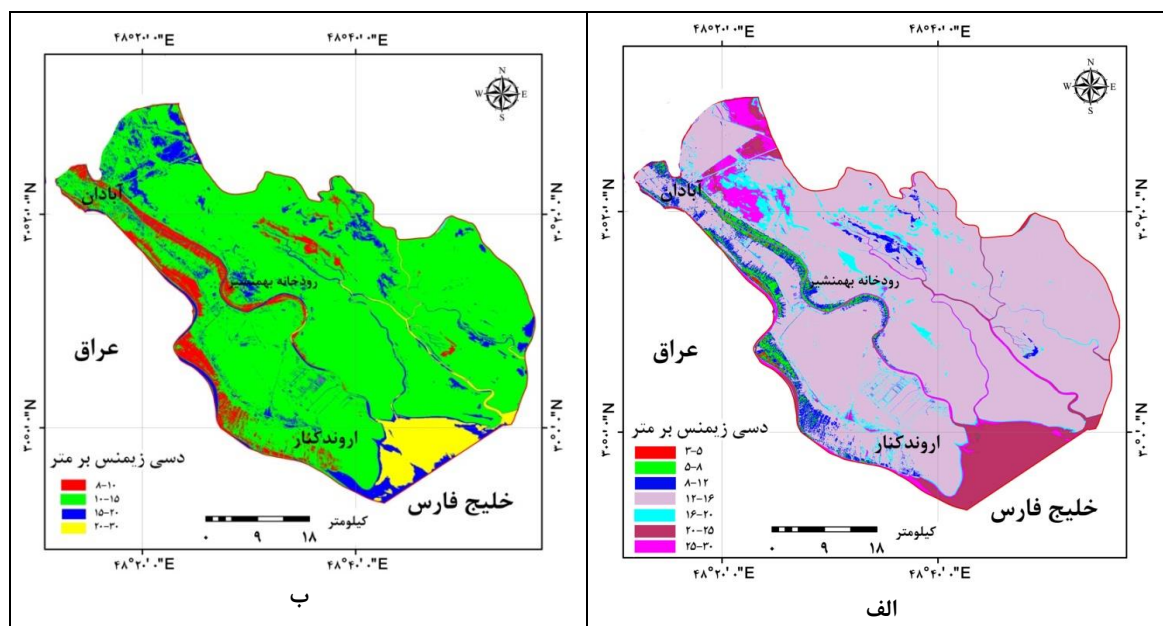 ۴۸°۲۰'۰"E
۴۸°۴۰'۰"E
N
W
E
S
۳۰°۲۰'۰"N
۳۰°۲۰'۰"N
آبادان
رودخانه بهمنشیر
عراق
۳۰°۰'۰"N
۳۰°۰'۰"N
اروندکنار
خلیج فارس
دسی زیمنس بر متر
۳-۵
۵-۸
۸-۱۲
۱۲-۱۶
۱۶-۲۰
۲۰-۲۵
۲۵-۳۰
کیلومتر
۰ ۹ ۱۸
۴۸°۲۰'۰"E
۴۸°۴۰'۰"E
الف
۴۸°۲۰'۰"E
۴۸°۴۰'۰"E
N
W
E
S
۳۰°۲۰'۰"N
۳۰°۲۰'۰"N
آبادان
رودخانه بهمنشیر
عراق
۳۰°۰'۰"N
۳۰°۰'۰"N
اروندکنار
خلیج فارس
دسی زیمنس بر متر
۸-۱۰
۱۰-۱۵
۱۵-۲۰
۲۰-۳۰
کیلومتر
۰ ۹ ۱۸
۴۸°۲۰'۰"E
۴۸°۴۰'۰"E
ب